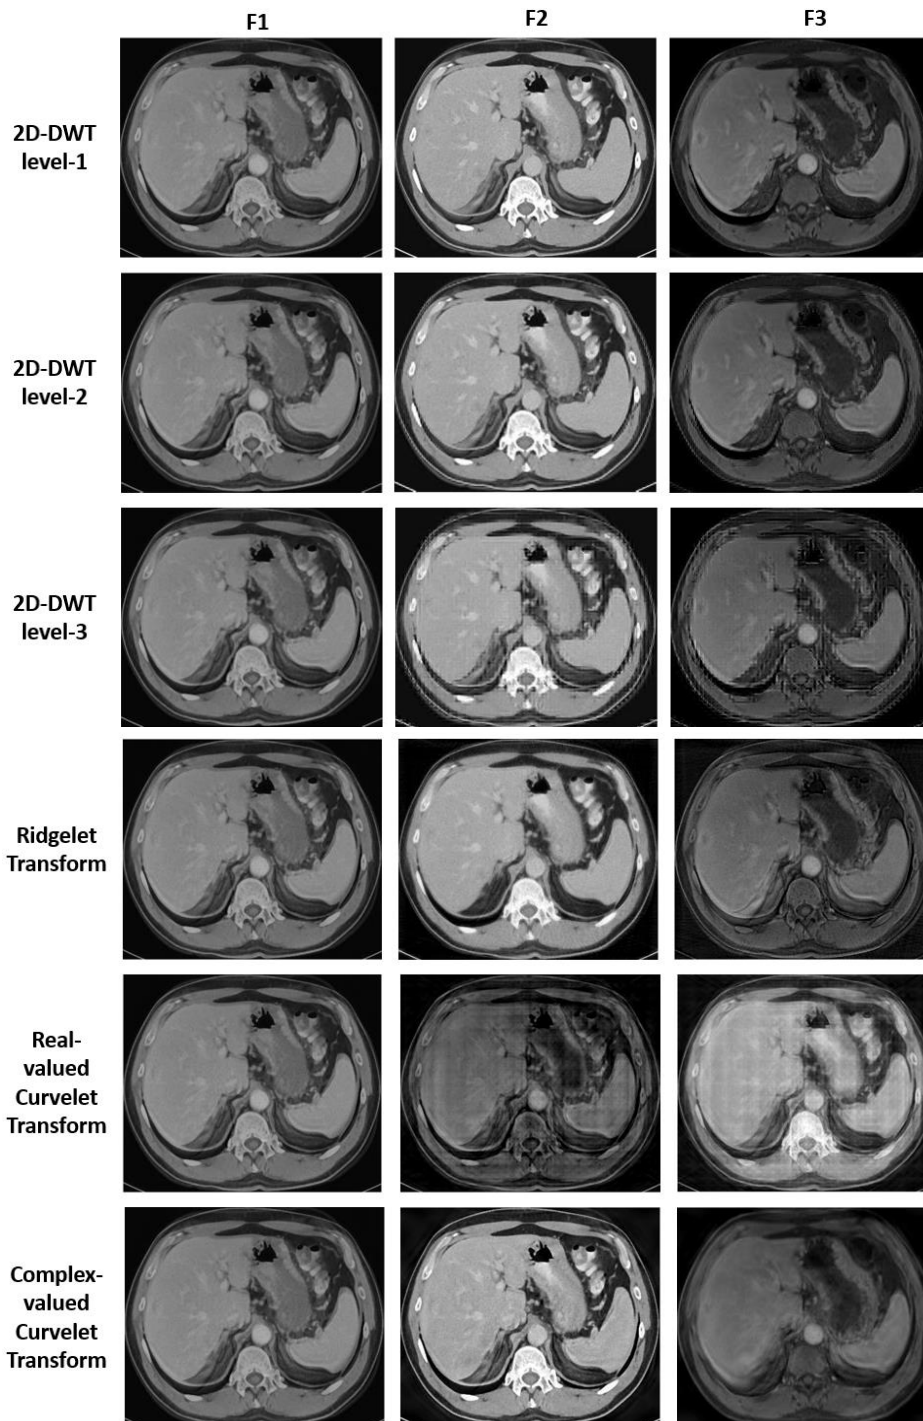 F1 F2 F3
2D-DWT
level-1
2D-DWT
level-2
2D-DWT
level-3
Ridgelet
Transform
Real-
valued
Curvelet
Transform
Complex-
valued
Curvelet
Transform